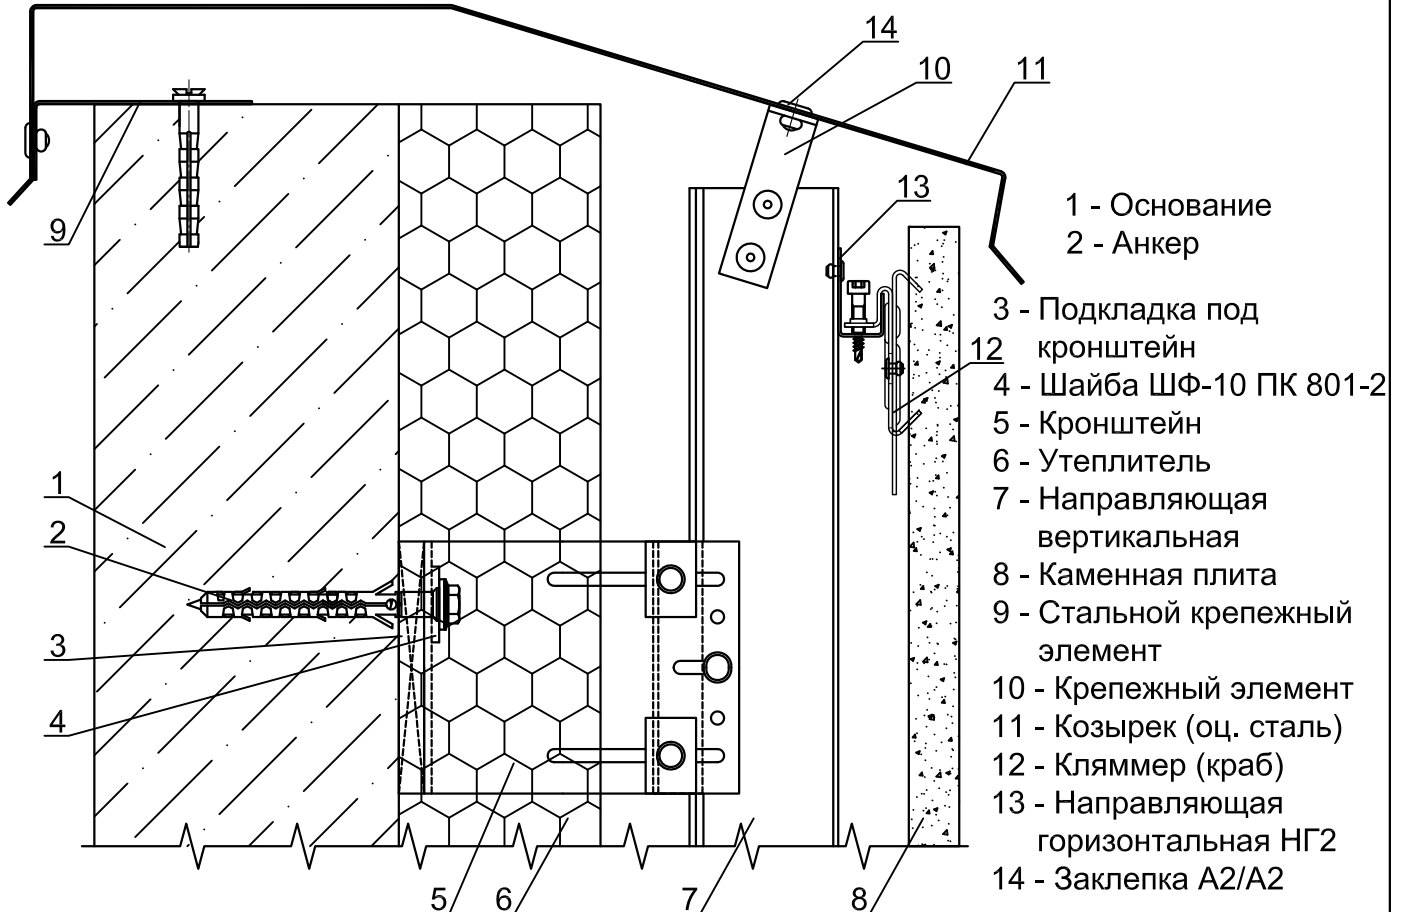 14
10
11
13
9
12
1
2
3
4
5
6
7
8
1 - Основание
2 - Анкер
3 - Подкладка под
кронштейн
4 - Шайба ШФ-10 ПК 801-2
5 - Кронштейн
6 - Утеплитель
7 - Направляющая
вертикальная
8 - Каменная плита
9 - Стальной крепежный
элемент
10 - Крепежный элемент
11 - Козырек (оц. сталь)
12 - Кляммер (краб)
13 - Направляющая
горизонтальная НГ2
14 - Заклепка А2/А2